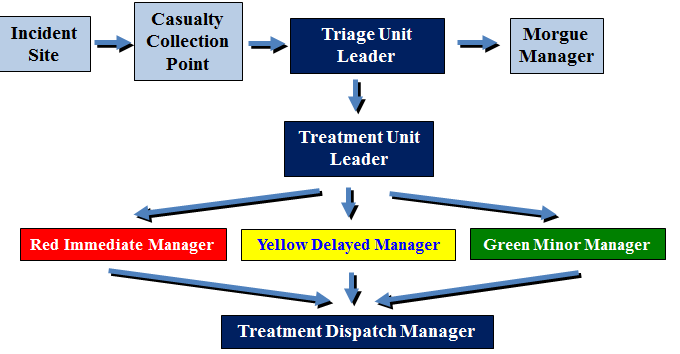 Incident
Site
Casualty
Collection
Point
Triage Unit
Leader
Morgue
Manager
Treatment Unit
Leader
Red Immediate Manager
Yellow Delayed Manager
Green Minor Manager
Treatment Dispatch Manager